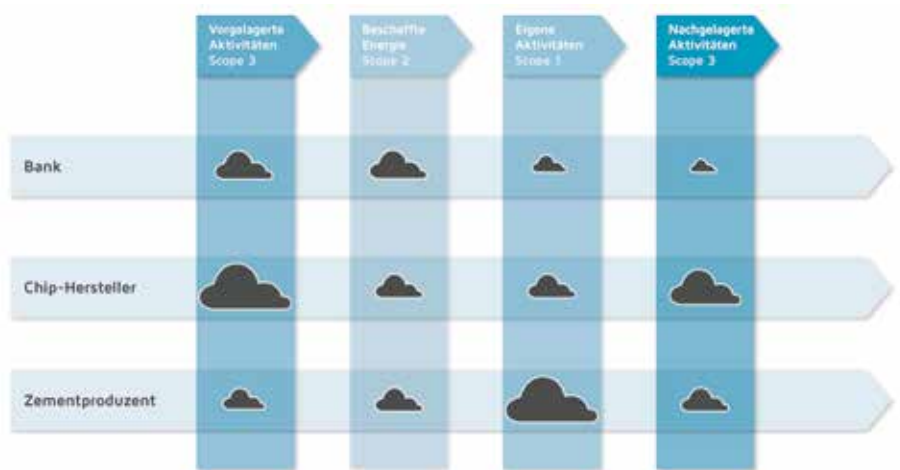 Vorgelagerte
Aktivitäten
Scope 3
Beschaffte
Energie
Scope 2
Eigene
Aktivitäten
Scope 1
Nachgelagerte
Aktivitäten
Scope 3
Bank
Chip-Hersteller
Zementproduzent